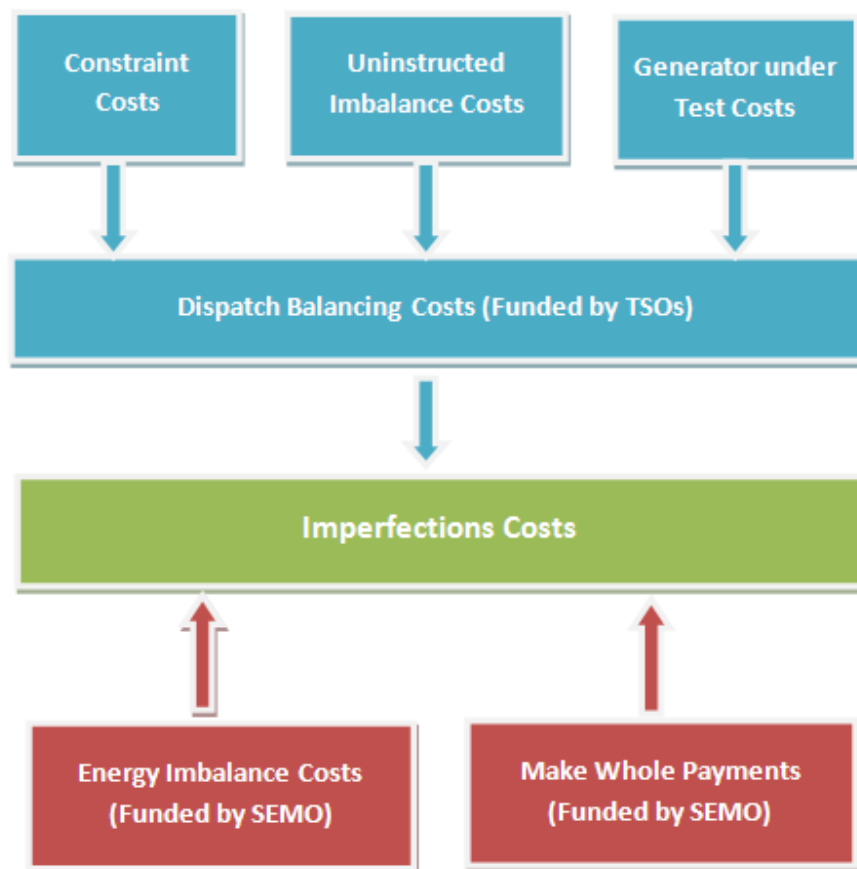 Constraint
Costs
Uninstructed
Imbalance Costs
Generator under
Test Costs
Dispatch Balancing Costs (Funded by TSOs)
Imperfections Costs
Energy Imbalance Costs
(Funded by SEMO)
Make Whole Payments
(Funded by SEMO)